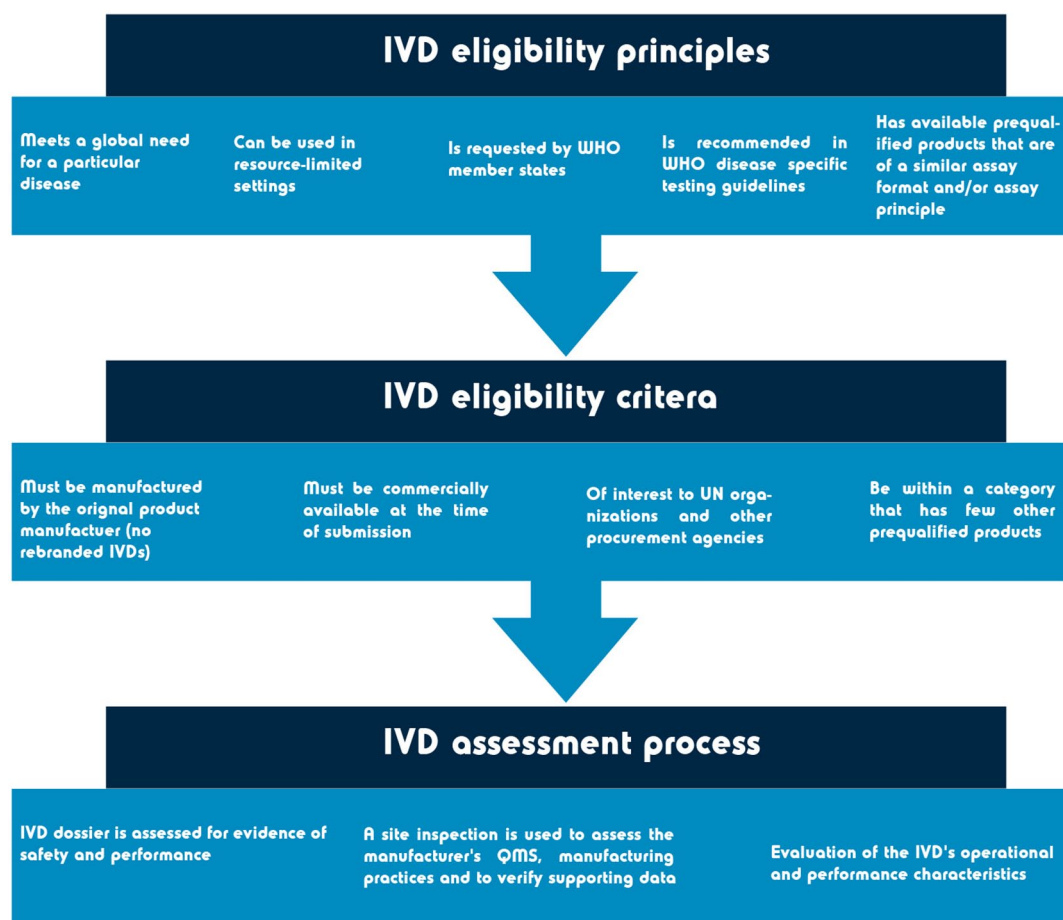 IVD eligibility principles
Meets a global need
for a particular
disease
Can be used in
resource-limited
settings
Is requested by WHO
member states
Is recommended in
WHO disease specific
testing guidelines
Has available prequal-
ified products that are
of a similar assay
format and/or assay
principle
IVD eligibility critera
Must be manufactured
by the orignal product
manufactuer (no
rebranded IVDs)
Must be commercially
available at the time
of submission
Of interest to UN orga-
nizations and other
procurement agencies
Be within a category
that has few other
prequalified products
IVD assessment process
IVD dossier is assessed for evidence of
safety and performance
A site inspection is used to assess the
manufacturer's QMS, manufacturing
practices and to verify supporting data
Evaluation of the IVD's operational
and performance characteristics